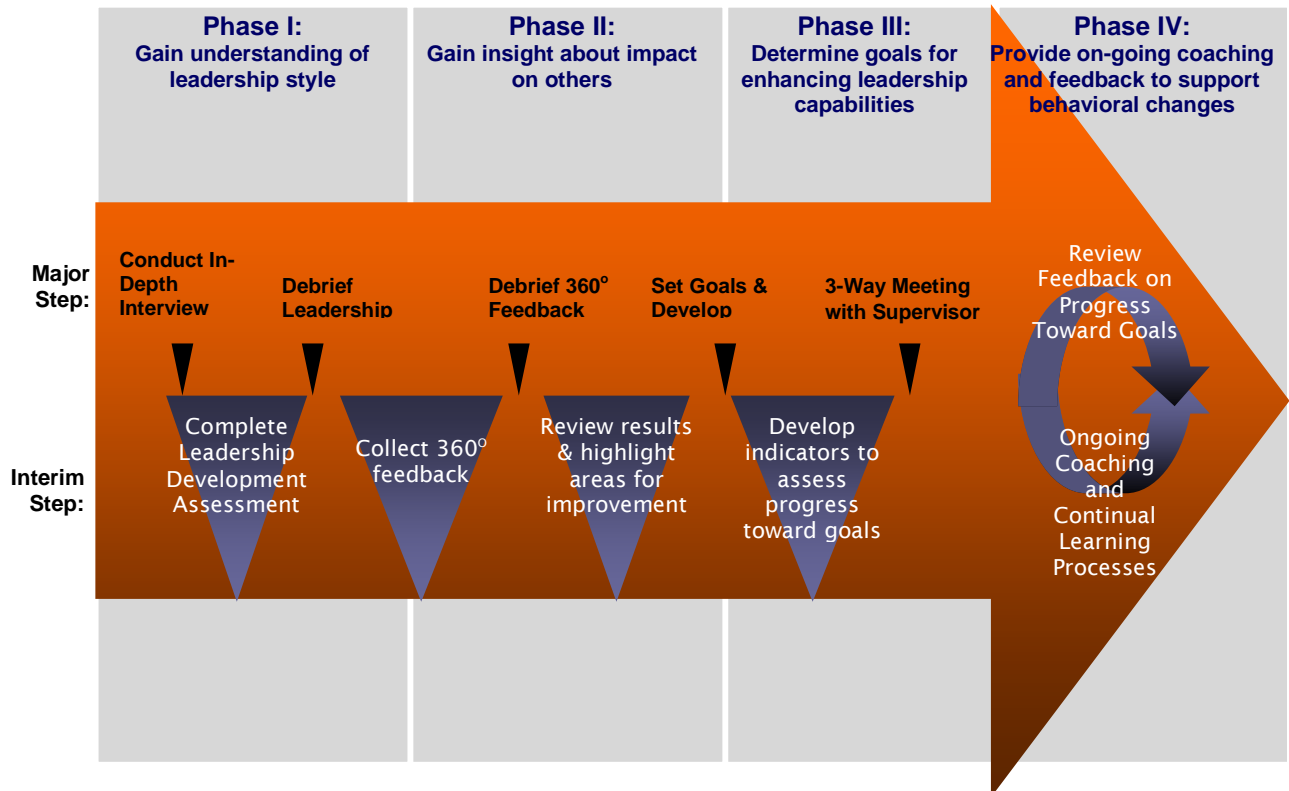 Phase I:
Gain understanding of
leadership style
Phase II:
Gain insight about impact
on others
Phase III:
Determine goals for
enhancing leadership
capabilities
Phase IV:
Provide on-going coaching
and feedback to support
behavioral changes
Major
Step:
Conduct In-
Depth
Interview
Debrief
Leadership
Debrief 360°
Feedback
Set Goals &
Develop
3-Way Meeting
with Supervisor
Review
Feedback on
Progress
Toward Goals
Interim
Step:
Complete
Leadership
Development
Assessment
Collect 360°
feedback
Review results
& highlight
areas for
improvement
Develop
indicators to
assess
progress
toward goals
Ongoing
Coaching
and
Continual
Learning
Processes